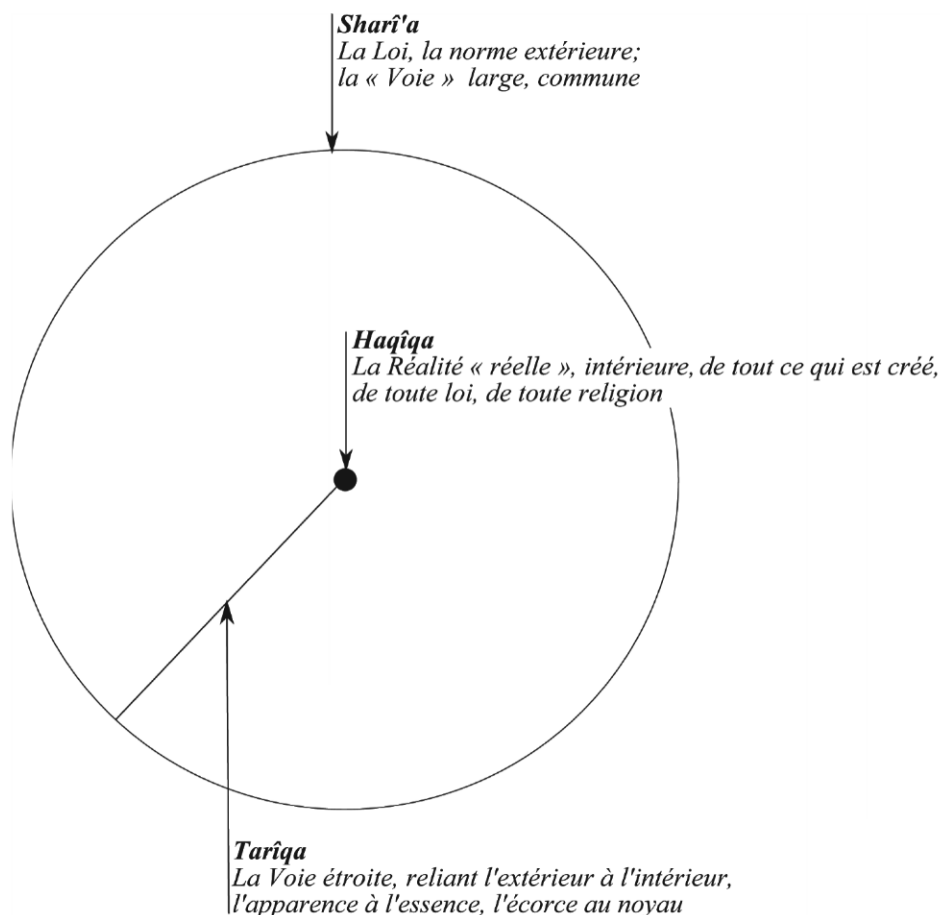 Sharî'a
La Loi, la norme extérieure;
la « Voie »  large, commune
Haqîqa
La Réalité « réelle », intérieure, de tout ce qui est créé,
de toute loi, de toute religion
Tarîqa
La Voie étroite, reliant l'extérieur à l'intérieur,
l'apparence à l'essence, l'écorce au noyau